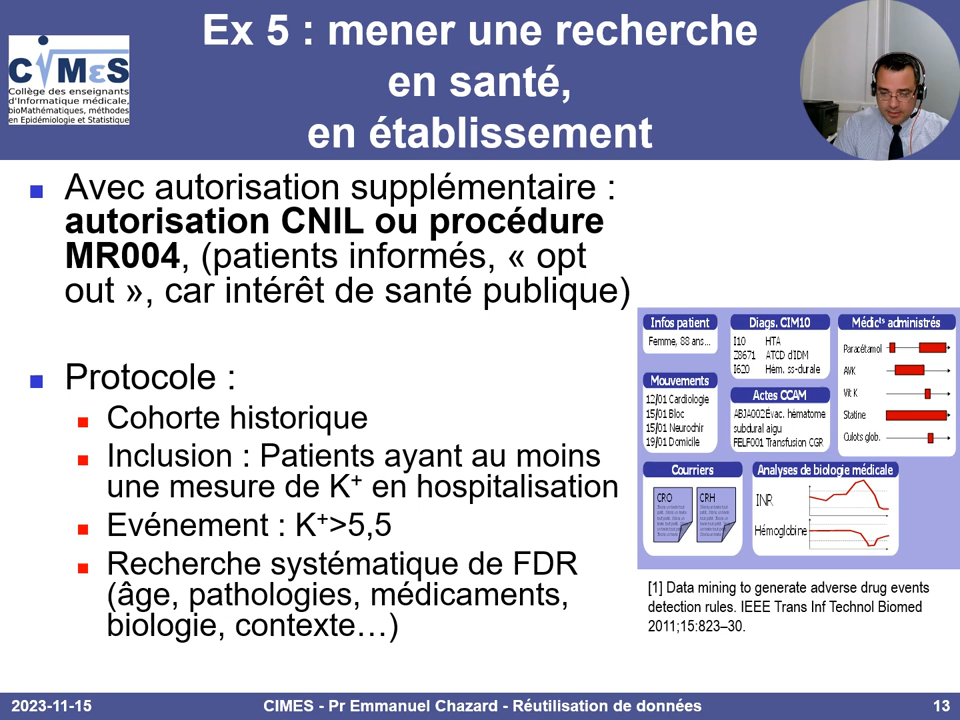 Ex 5 : mener une recherche
en santé,
en établissement
CIMES
Collège des enseignants
d'Informatique médicale,
bioMathématiques, méthodes
en Epidémiologie et Statistique
Avec autorisation supplémentaire :
autorisation CNIL ou procédure
MR004, (patients informés, « opt
out », car intérêt de santé publique)
Protocole :
Cohorte historique
Inclusion : Patients ayant au moins
une mesure de K+ en hospitalisation
Evénement : K+>5,5
Recherche systématique de FDR
(âge, pathologies, médicaments,
biologie, contexte…)
Infos patient
Femme, 88 ans...
Mouvements
12/01 Cardiologie
15/01 Bloc
15/01 Neurochir
19/01 Domicile
Diags. CIM10
I10 HTA
Z8671 ATCD d'IDM
I620 Hém. ss-durale
Actes CCAM
ABJA002 Évac. hématome
subdural aigu
FELF001 Transfusion CGR
Médicts administrés
Paracétamol
AVK
Vit K
Statine
Culots glob.
Courriers
CRO
CRH
Analyses de biologie médicale
INR
Hémoglobine
[1] Data mining to generate adverse drug events
detection rules. IEEE Trans Inf Technol Biomed
2011;15:823–30.
2023-11-15
CIMES - Pr Emmanuel Chazard - Réutilisation de données
13